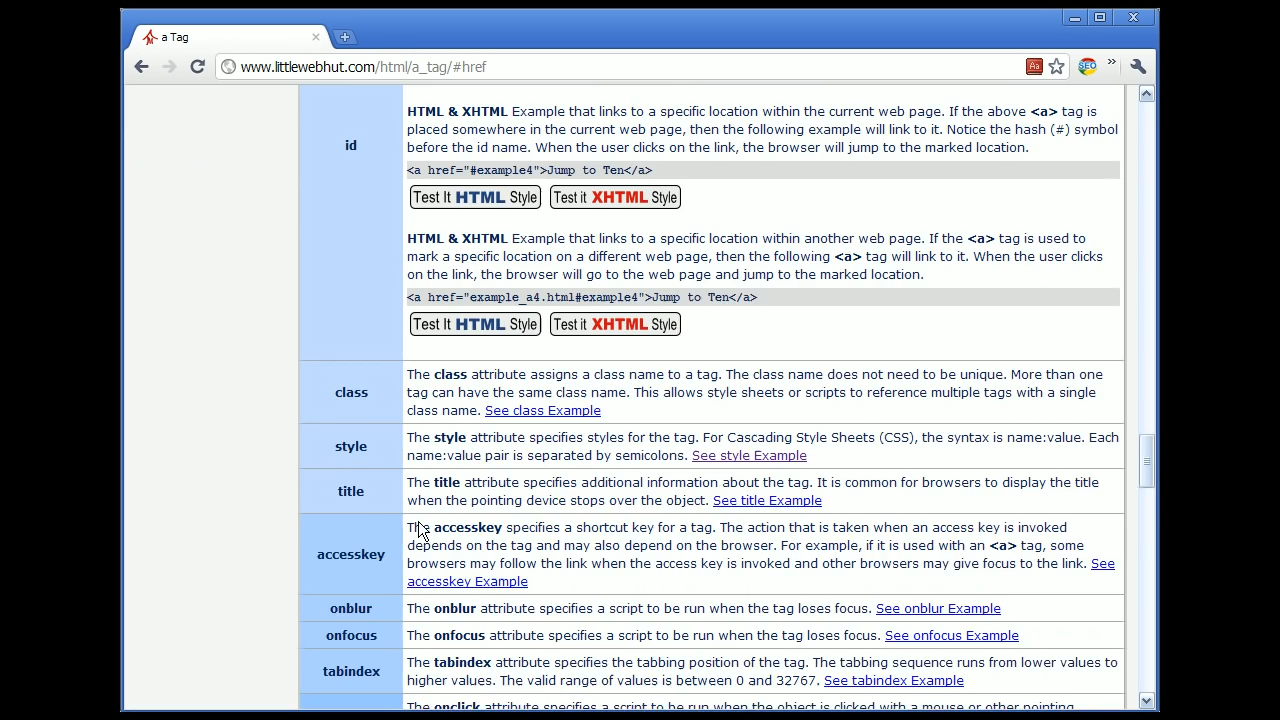 a Tag
www.littlewebhut.com/html/a_tag/#href
Aa
SEO
»
id
HTML & XHTML Example that links to a specific location within the current web page. If the above <a> tag is
placed somewhere in the current web page, then the following example will link to it. Notice the hash (#) symbol
before the id name. When the user clicks on the link, the browser will jump to the marked location.
<a href="#example4">Jump to Ten</a>
Test It HTML Style Test it XHTML Style
HTML & XHTML Example that links to a specific location within another web page. If the <a> tag is used to
mark a specific location on a different web page, then the following <a> tag will link to it. When the user clicks
on the link, the browser will go to the web page and jump to the marked location.
<a href="example_a4.html#example4">Jump to Ten</a>
Test It HTML Style Test it XHTML Style
class
The class attribute assigns a class name to a tag. The class name does not need to be unique. More than one
tag can have the same class name. This allows style sheets or scripts to reference multiple tags with a single
class name. See class Example
style
The style attribute specifies styles for the tag. For Cascading Style Sheets (CSS), the syntax is name:value. Each
name:value pair is separated by semicolons. See style Example
title
The title attribute specifies additional information about the tag. It is common for browsers to display the title
when the pointing device stops over the object. See title Example
accesskey
The accesskey specifies a shortcut key for a tag. The action that is taken when an access key is invoked
depends on the tag and may also depend on the browser. For example, if it is used with an <a> tag, some
browsers may follow the link when the access key is invoked and other browsers may give focus to the link. See
accesskey Example
onblur
The onblur attribute specifies a script to be run when the tag loses focus. See onblur Example
onfocus
The onfocus attribute specifies a script to be run when the tag loses focus. See onfocus Example
tabindex
The tabindex attribute specifies the tabbing position of the tag. The tabbing sequence runs from lower values to
higher values. The valid range of values is between 0 and 32767. See tabindex Example
The onclick attribute specifies a script to be run when the object is clicked with a mouse or other pointing